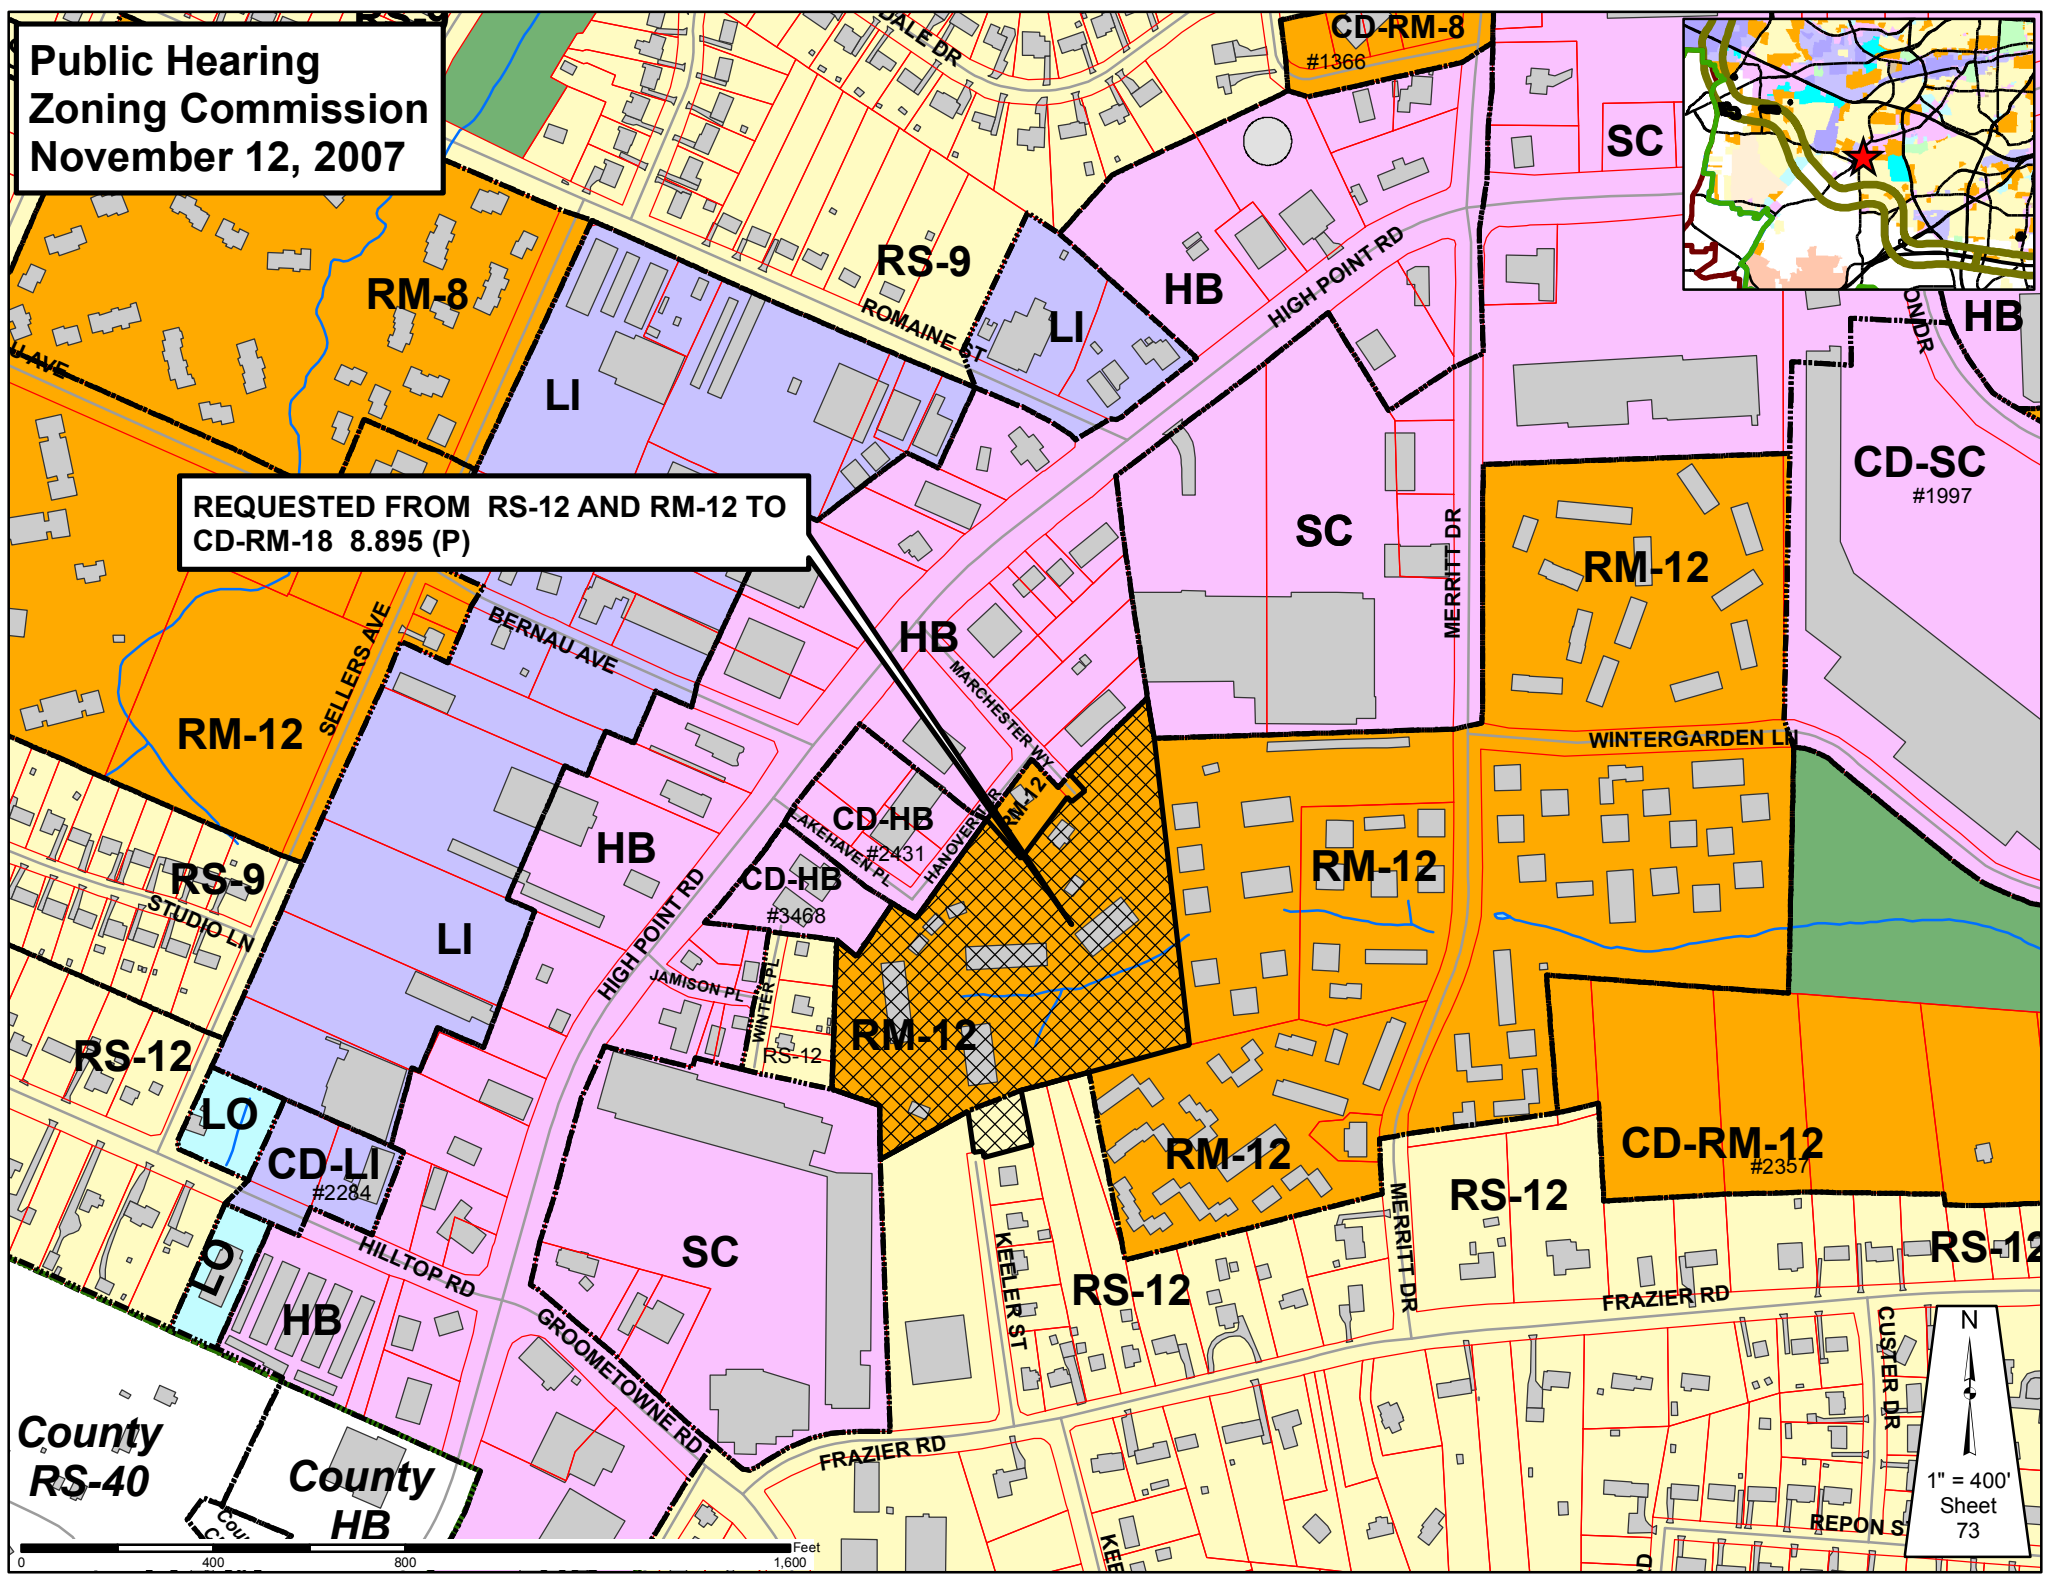 Public Hearing
Zoning Commission
November 12, 2007
DALE DR
CD-RM-8
#1366
SC
RS-9
HB
HIGH POINT RD
RM-8
ROMAINE ST
LI
LI
HB
CD-SC
#1997
REQUESTED FROM RS-12 AND RM-12 TO
CD-RM-18 8.895 (P)
SC
MERRITT DR
RM-12
BERNAU AVE
SELLERS AVE
HB
MARCHESTER WY
RM-12
WINTERGARDEN LN
RM-12
CD-HB
#2431
LAKEHAVEN PL
HB
RM-12
CD-HB
#3468
RS-9
STUDIO LN
LI
HIGH POINT RD
JAMISON PL
WINTER PL
RS-12
RM-12
RS-12
LO
CD-LI
#2284
RM-12
CD-RM-12
#2357
RS-12
MERRITT DR
LO
HILLTOP RD
SC
KEELER ST
RS-12
RS-12
FRAZIER RD
HB
GROOMETOWNE RD
CUSTER DR
N
County
RS-40
County
HB
FRAZIER RD
1" = 400'
Sheet
73
REPON S
0 400 800 1,600
Feet